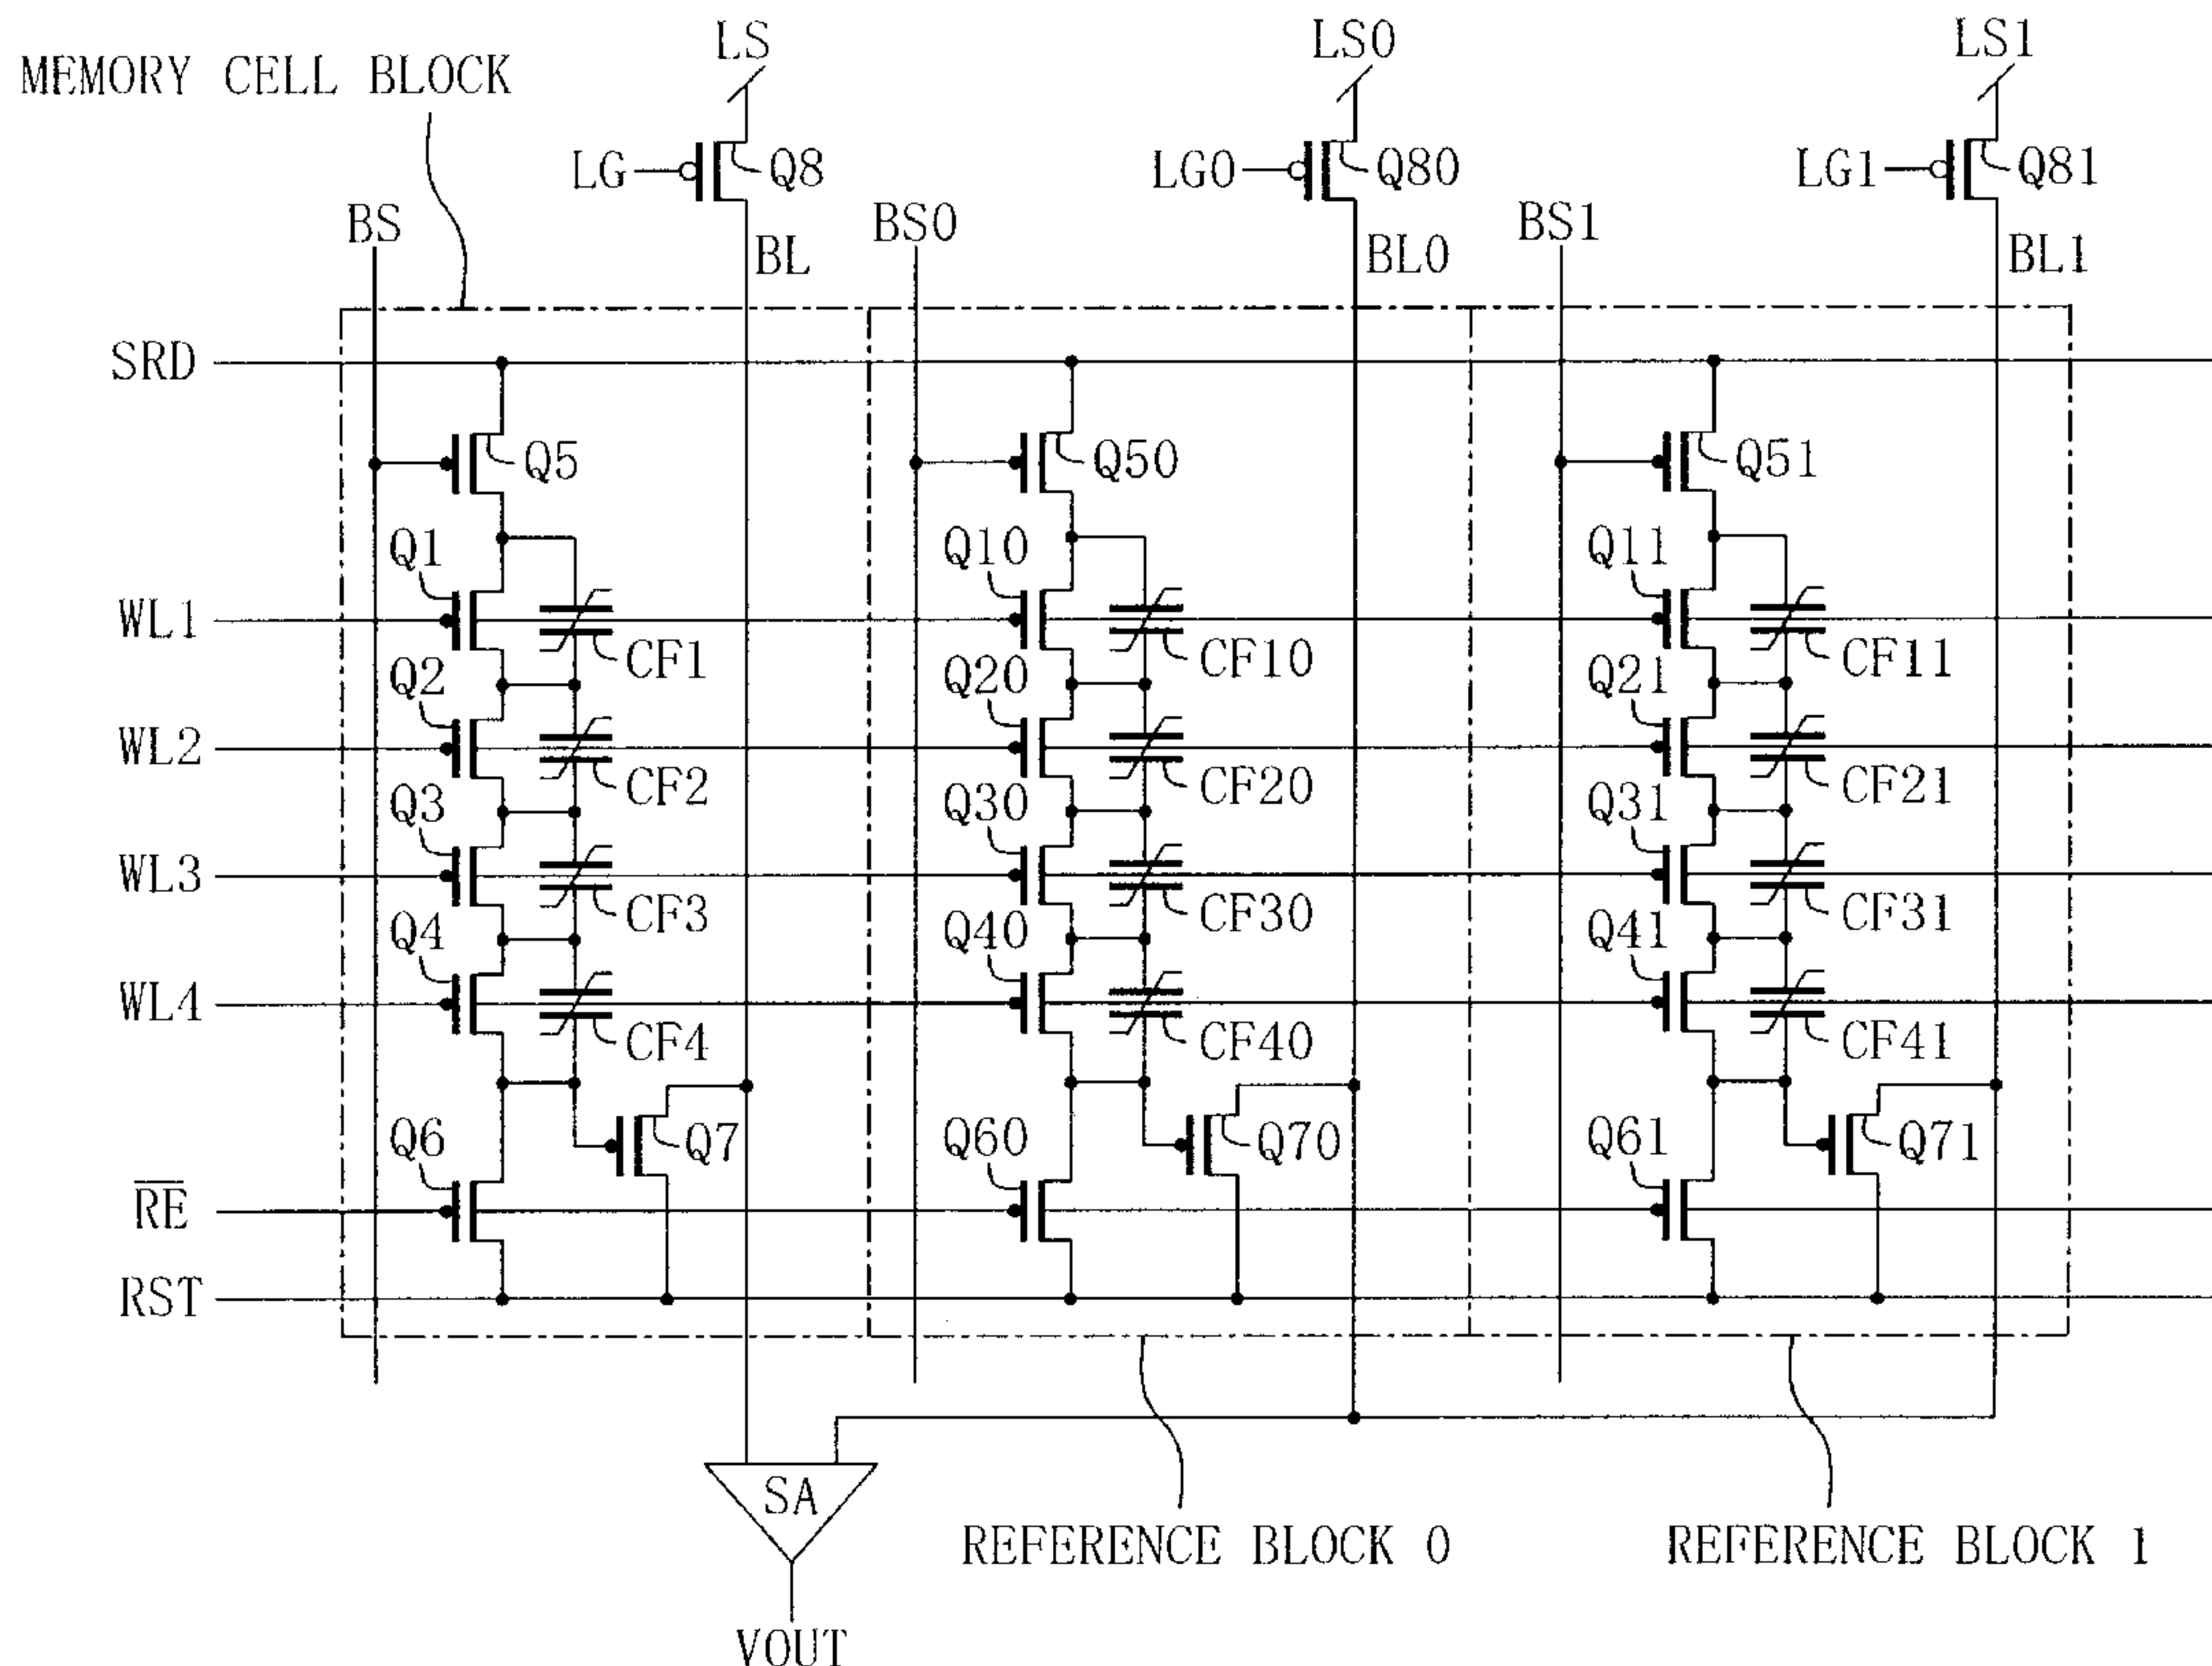 LS LS0 LS1
MEMORY CELL BLOCK
LG Q8 LG0 Q80 LG1 Q81
BS BS0 BS1
BL BL0 BL1
SRD
Q5 Q50 Q51
Q1 Q10 Q11
WL1
CF1 CF10 CF11
Q2 Q20 Q21
WL2
CF2 CF20 CF21
Q3 Q30 Q31
WL3
CF3 CF30 CF31
Q4 Q40 Q41
WL4
CF4 CF40 CF41
Q6 Q7 Q60 Q70 Q61 Q71
R̅E̅
RST
SA
REFERENCE BLOCK 0 REFERENCE BLOCK 1
VOUT